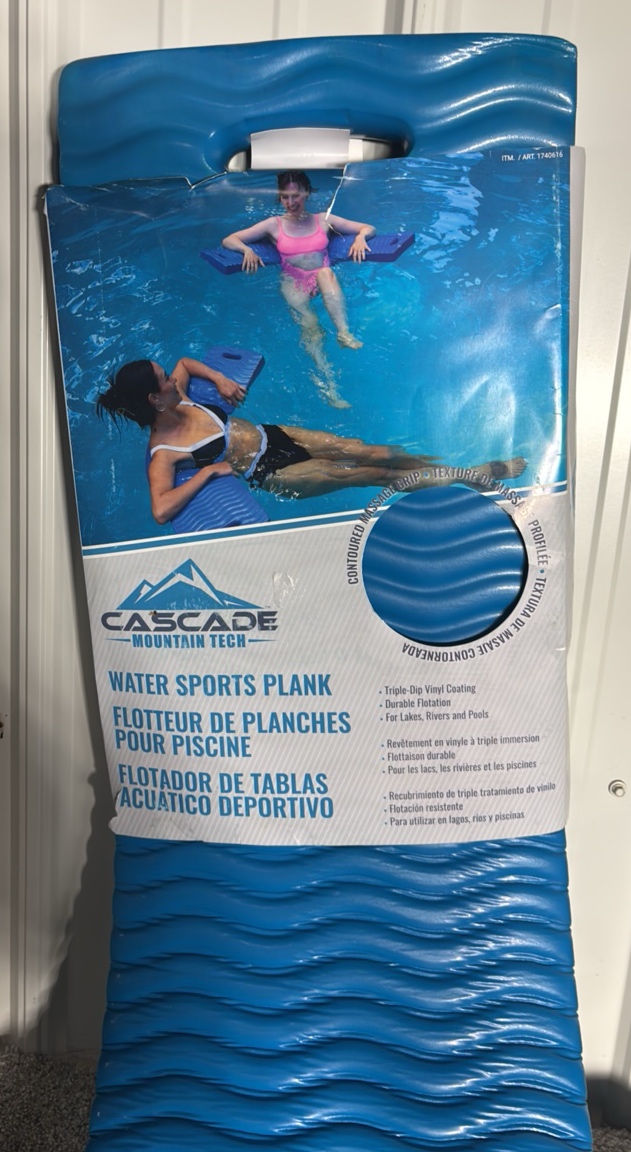 ITM. / ART. 1740616
CONTOURED MASSAGE GRIP • TEXTURE DE MASSAGE PROFILÉE • TEXTURA DE MASAJE CONTORNEADA
CASCADE
MOUNTAIN TECH
WATER SPORTS PLANK
FLOTTEUR DE PLANCHES
POUR PISCINE
FLOTADOR DE TABLAS
ACUÁTICO DEPORTIVO
• Triple-Dip Vinyl Coating
• Durable Flotation
• For Lakes, Rivers and Pools
• Revêtement en vinyle à triple immersion
• Flottaison durable
• Pour les lacs, les rivières et les piscines
• Recubrimiento de triple tratamiento de vinilo
• Flotación resistente
• Para utilizar en lagos, ríos y piscinas